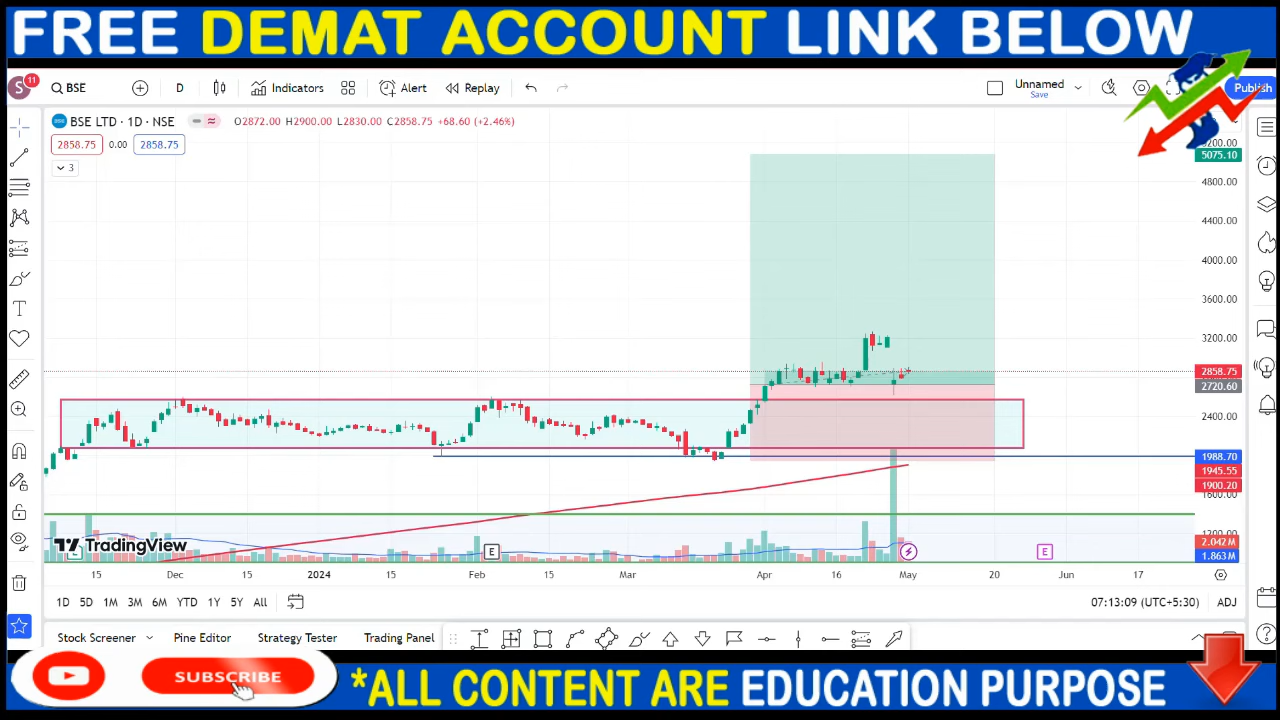 FREE DEMAT ACCOUNT LINK BELOW
S 11 BSE D Indicators Alert Replay Unnamed Save Publish
BSE LTD · 1D · NSE O2872.00 H2900.00 L2830.00 C2858.75 +68.60 (+2.46%)
2858.75 0.00 2858.75
3
5200.00
5075.10
4800.00
4400.00
4000.00
3600.00
3200.00
2858.75
2720.60
2400.00
1988.70
1945.55
1900.20
1600.00
1200.00
2.042M
1.863M
TradingView
E E
15 Dec 15 2024 15 Feb 15 Mar Apr 16 May 20 Jun 17
1D 5D 1M 3M 6M YTD 1Y 5Y All 07:13:09 (UTC+5:30) ADJ
Stock Screener Pine Editor Strategy Tester Trading Panel
SUBSCRIBE
*ALL CONTENT ARE EDUCATION PURPOSE